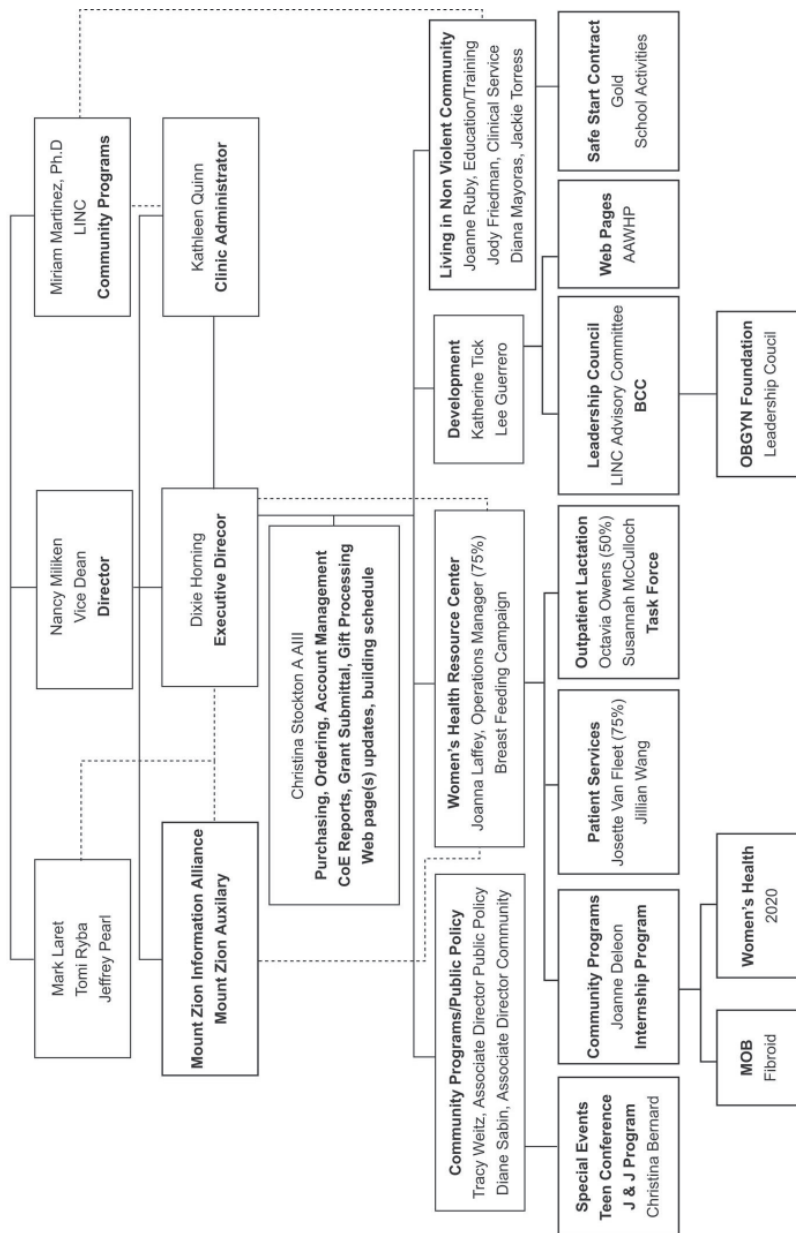 Mark Laret
Tomi Ryba
Jeffrey Pearl
Nancy Miliken
Vice Dean
Director
Miriam Martinez, Ph.D
LINC
Community Programs
Mount Zion Information Alliance
Mount Zion Auxilary
Dixie Horning
Executive Direcor
Kathleen Quinn
Clinic Administrator
Christina Stockton A AIII
Purchasing, Ordering, Account Management
CoE Reports, Grant Submittal, Gift Processing
Web page(s) updates, building schedule
Community Programs/Public Policy
Tracy Weitz, Associate Director Public Policy
Diane Sabin, Associate Director Community
Women's Health Resource Center
Joanna Laffey, Operations Manager (75%)
Breast Feeding Campaign
Development
Katherine Tick
Lee Guerrero
Living in Non Violent Community
Joanne Ruby, Education/Training
Jody Friedman, Clinical Service
Diana Mayoras, Jackie Torress
Special Events
Teen Conference
J & J Program
Christina Bernard
Community Programs
Joanne Deleon
Internship Program
Patient Services
Josette Van Fleet (75%)
Jillian Wang
Outpatient Lactation
Octavia Owens (50%)
Susannah McCulloch
Task Force
Leadership Council
LINC Advisory Committee
BCC
Web Pages
AAWHP
Safe Start Contract
Gold
School Activities
MOB
Fibroid
Women's Health
2020
OBGYN Foundation
Leadership Coucil